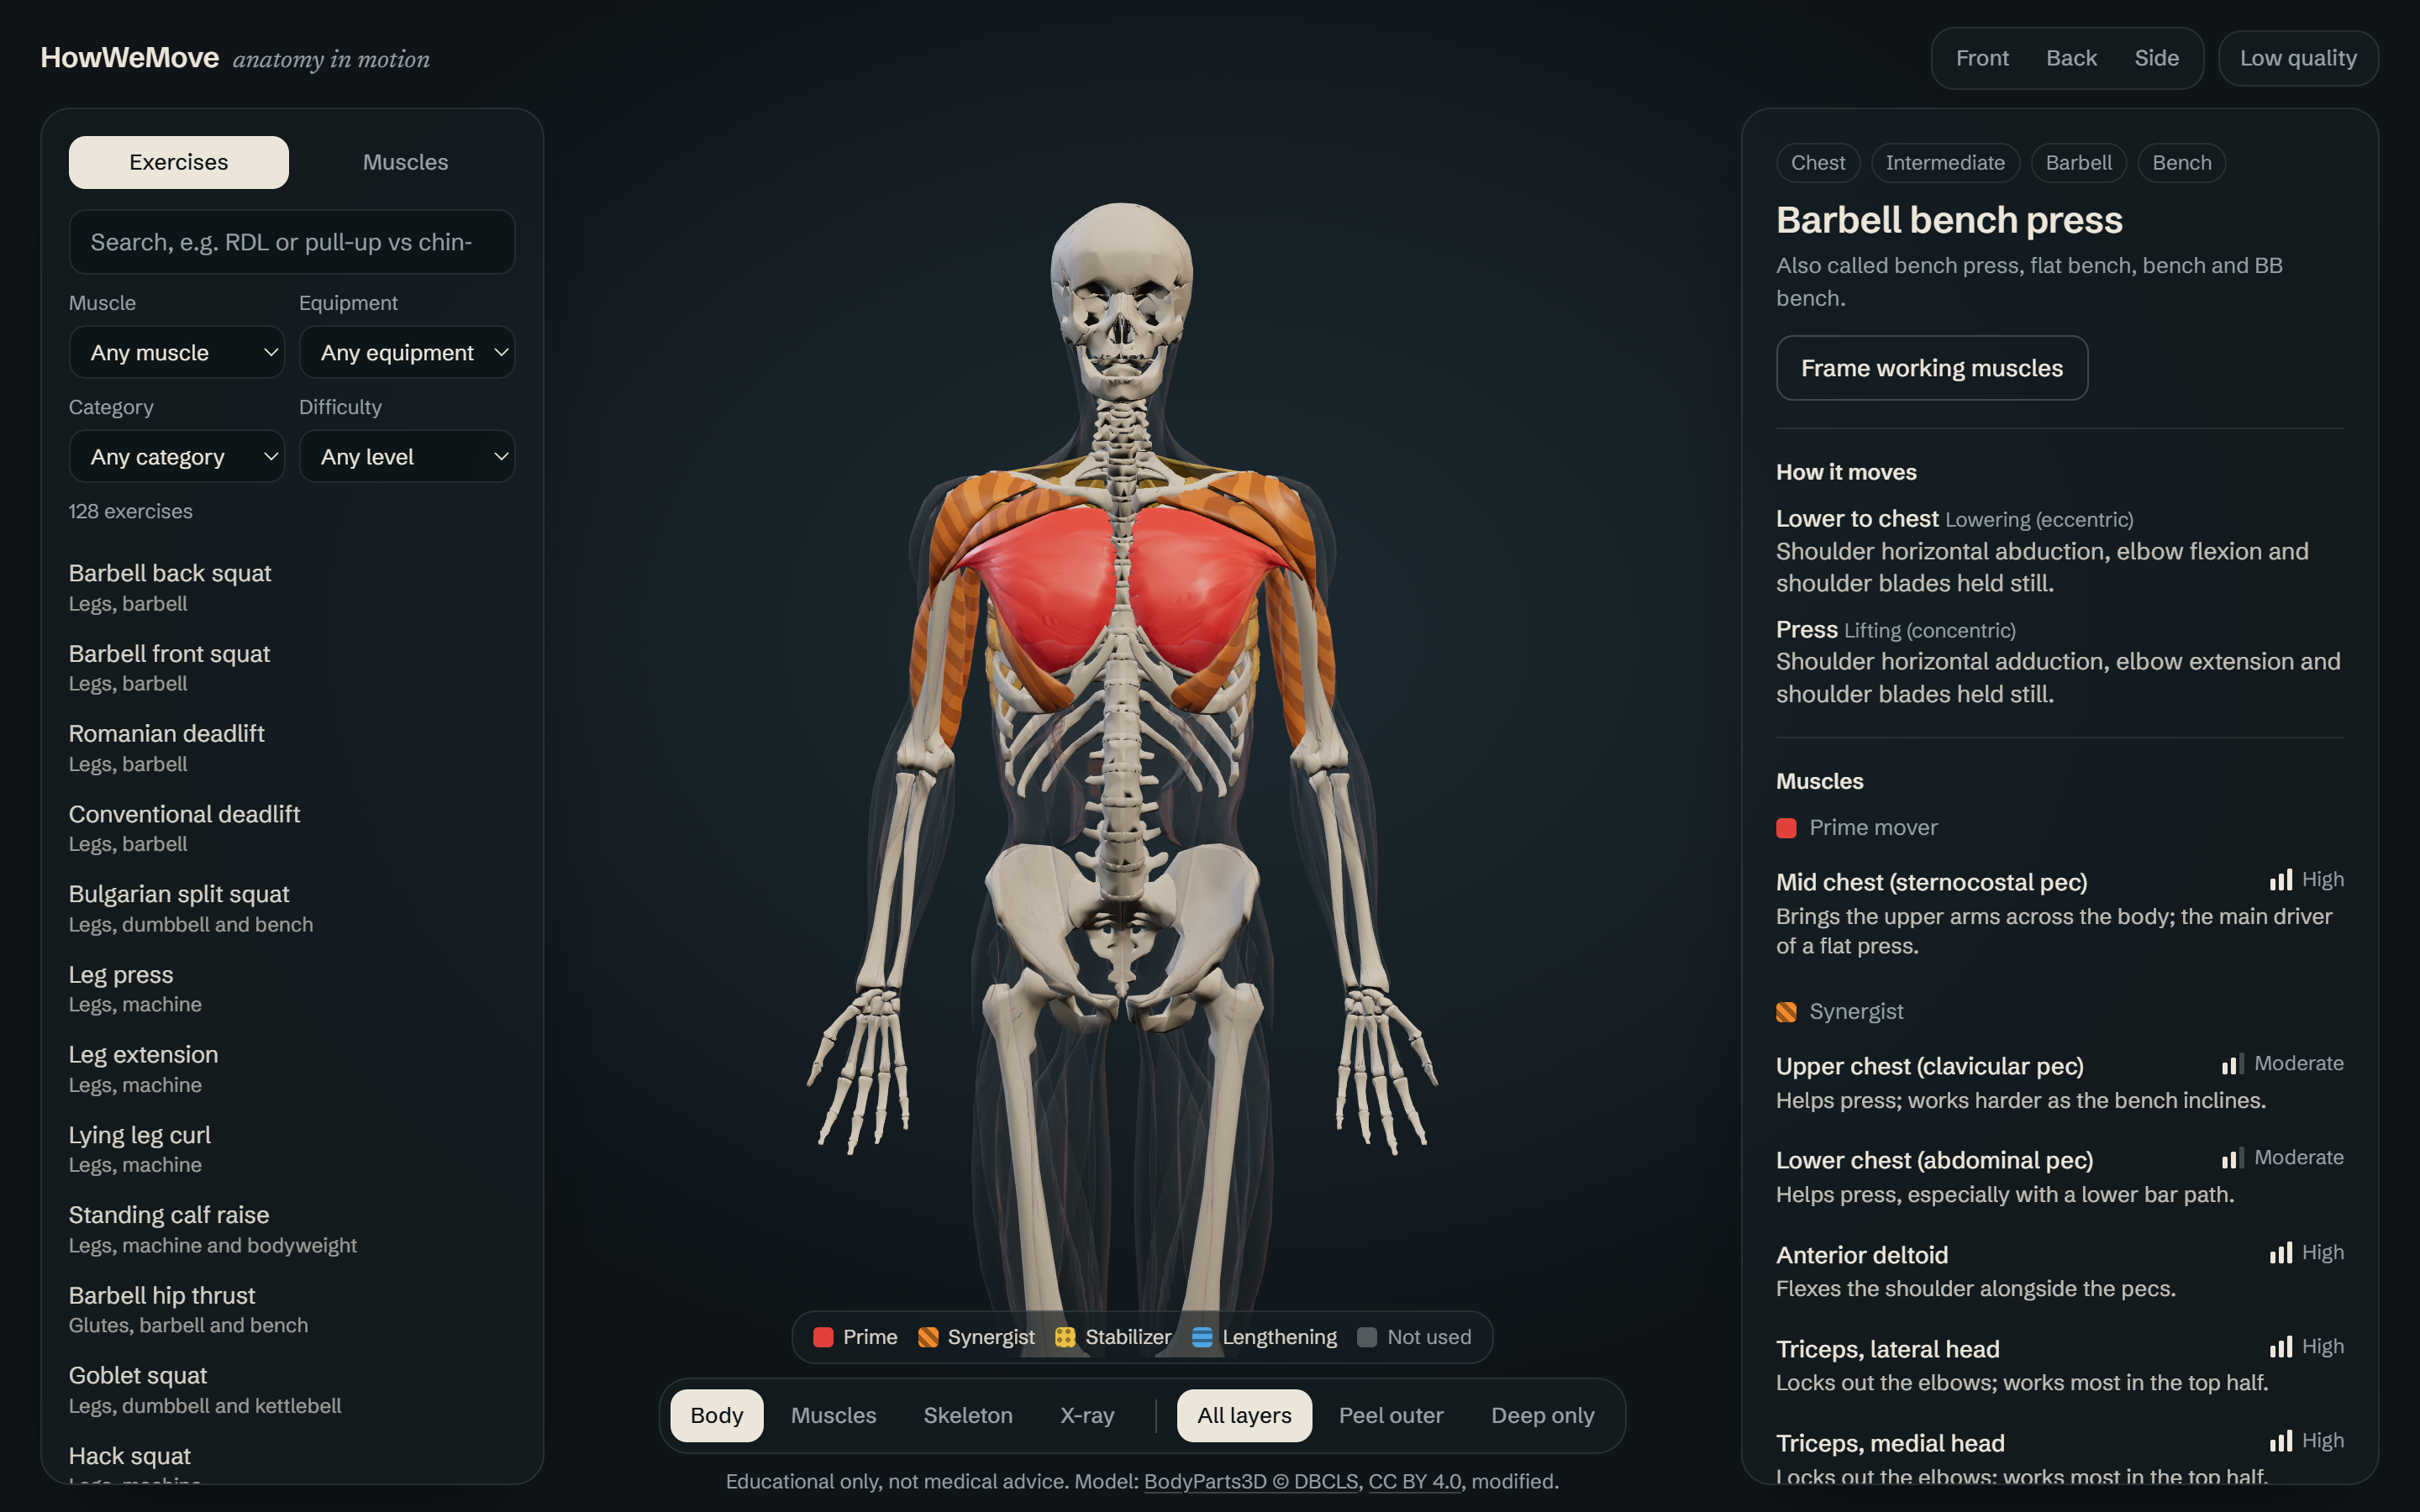 HowWeMove anatomy in motion
Front Back Side Low quality
Exercises Muscles
Search, e.g. RDL or pull-up vs chin-
Muscle Equipment
Any muscle Any equipment
Category Difficulty
Any category Any level
128 exercises
Barbell back squat
Legs, barbell
Barbell front squat
Legs, barbell
Romanian deadlift
Legs, barbell
Conventional deadlift
Legs, barbell
Bulgarian split squat
Legs, dumbbell and bench
Leg press
Legs, machine
Leg extension
Legs, machine
Lying leg curl
Legs, machine
Standing calf raise
Legs, machine and bodyweight
Barbell hip thrust
Glutes, barbell and bench
Goblet squat
Legs, dumbbell and kettlebell
Hack squat
Legs, machine
Prime Synergist Stabilizer Lengthening Not used
Body Muscles Skeleton X-ray All layers Peel outer Deep only
Educational only, not medical advice. Model: BodyParts3D © DBCLS, CC BY 4.0, modified.
Chest Intermediate Barbell Bench
Barbell bench press
Also called bench press, flat bench, bench and BB
bench.
Frame working muscles
How it moves
Lower to chest Lowering (eccentric)
Shoulder horizontal abduction, elbow flexion and
shoulder blades held still.
Press Lifting (concentric)
Shoulder horizontal adduction, elbow extension and
shoulder blades held still.
Muscles
Prime mover
Mid chest (sternocostal pec) High
Brings the upper arms across the body; the main driver
of a flat press.
Synergist
Upper chest (clavicular pec) Moderate
Helps press; works harder as the bench inclines.
Lower chest (abdominal pec) Moderate
Helps press, especially with a lower bar path.
Anterior deltoid High
Flexes the shoulder alongside the pecs.
Triceps, lateral head High
Locks out the elbows; works most in the top half.
Triceps, medial head High
Locks out the elbows; works most in the top half.